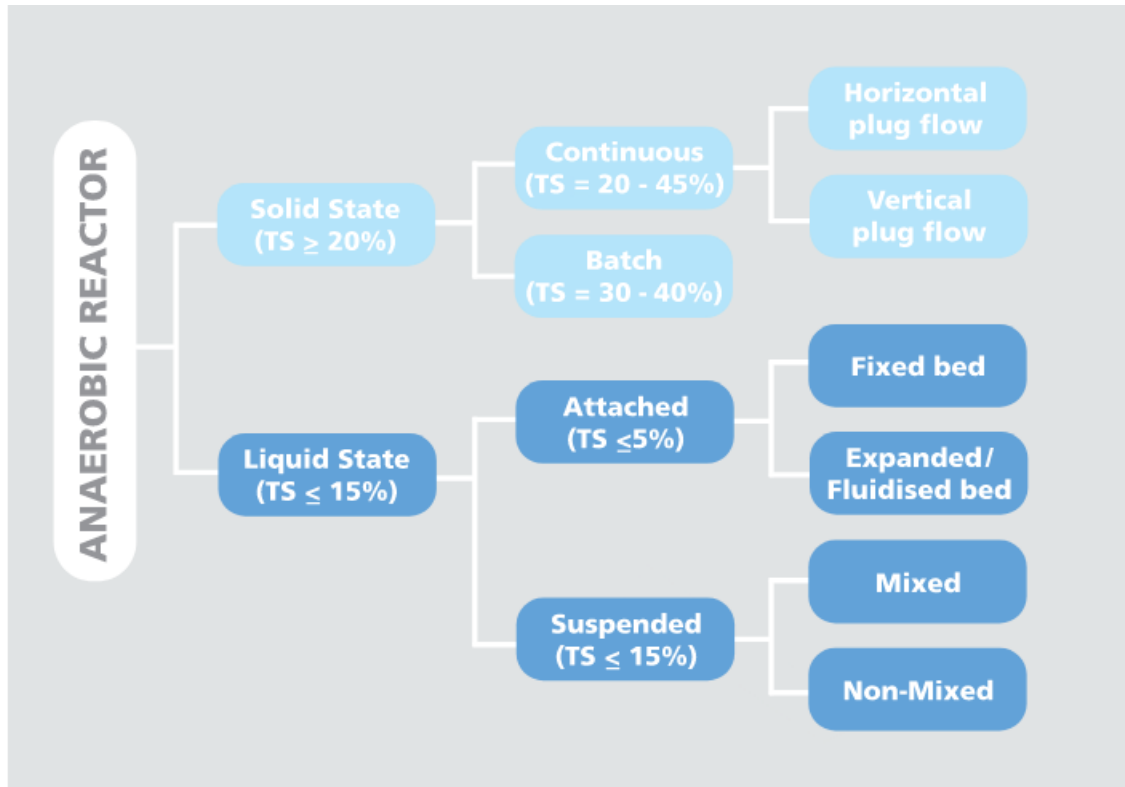 ANAEROBIC REACTOR
Solid State
(TS ≥ 20%)
Continuous
(TS = 20 - 45%)
Horizontal
plug flow
Vertical
plug flow
Batch
(TS = 30 - 40%)
Liquid State
(TS ≤ 15%)
Attached
(TS ≤5%)
Fixed bed
Expanded/
Fluidised bed
Suspended
(TS ≤ 15%)
Mixed
Non-Mixed